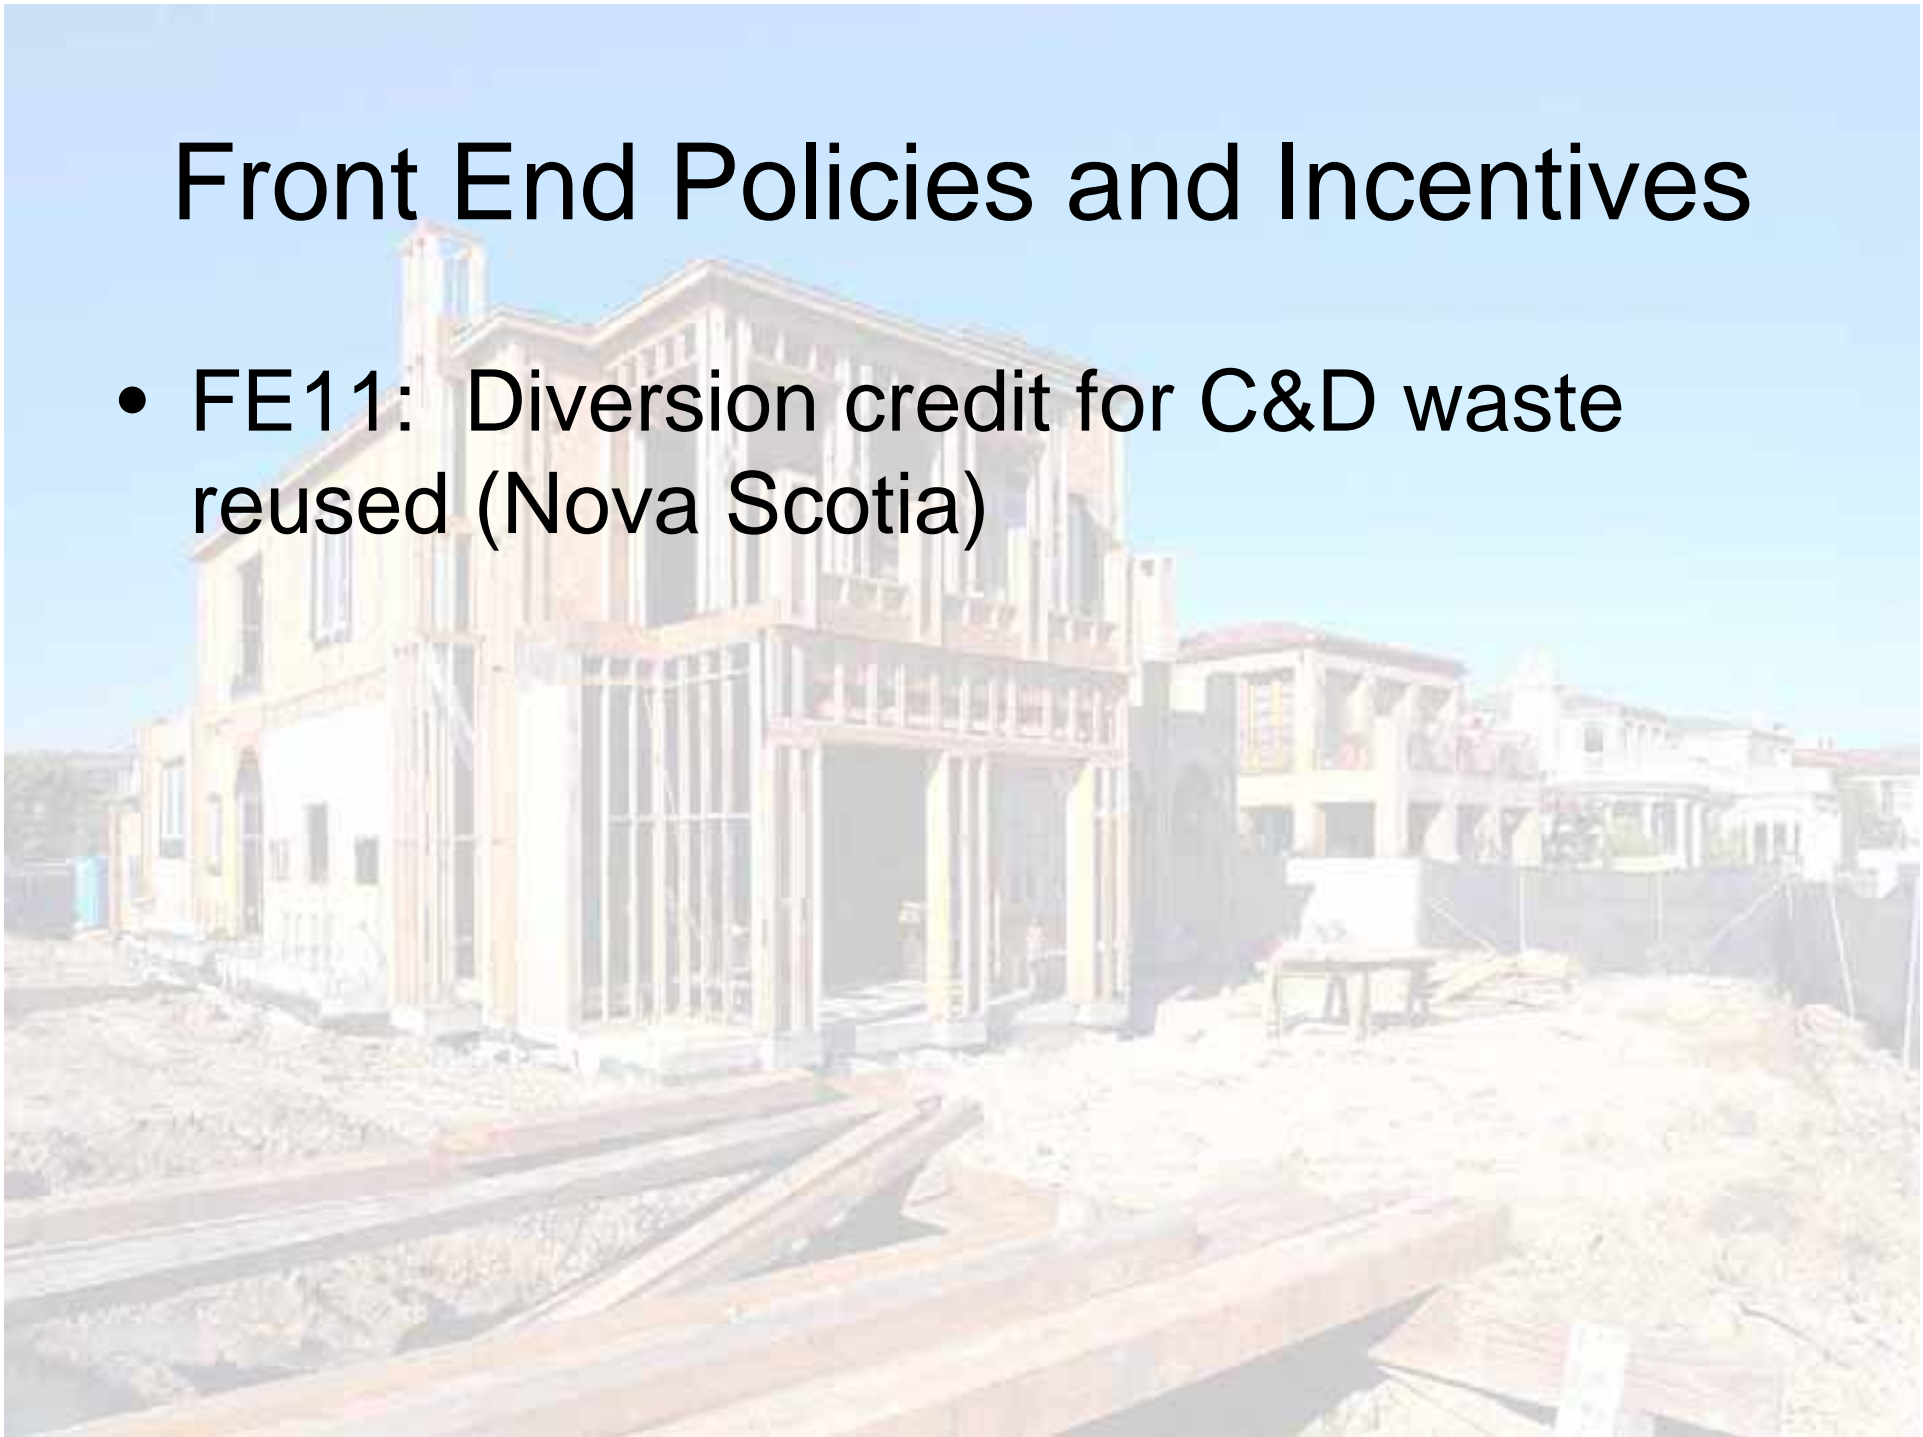 Front End Policies and Incentives
• FE11:  Diversion credit for C&D waste
reused (Nova Scotia)